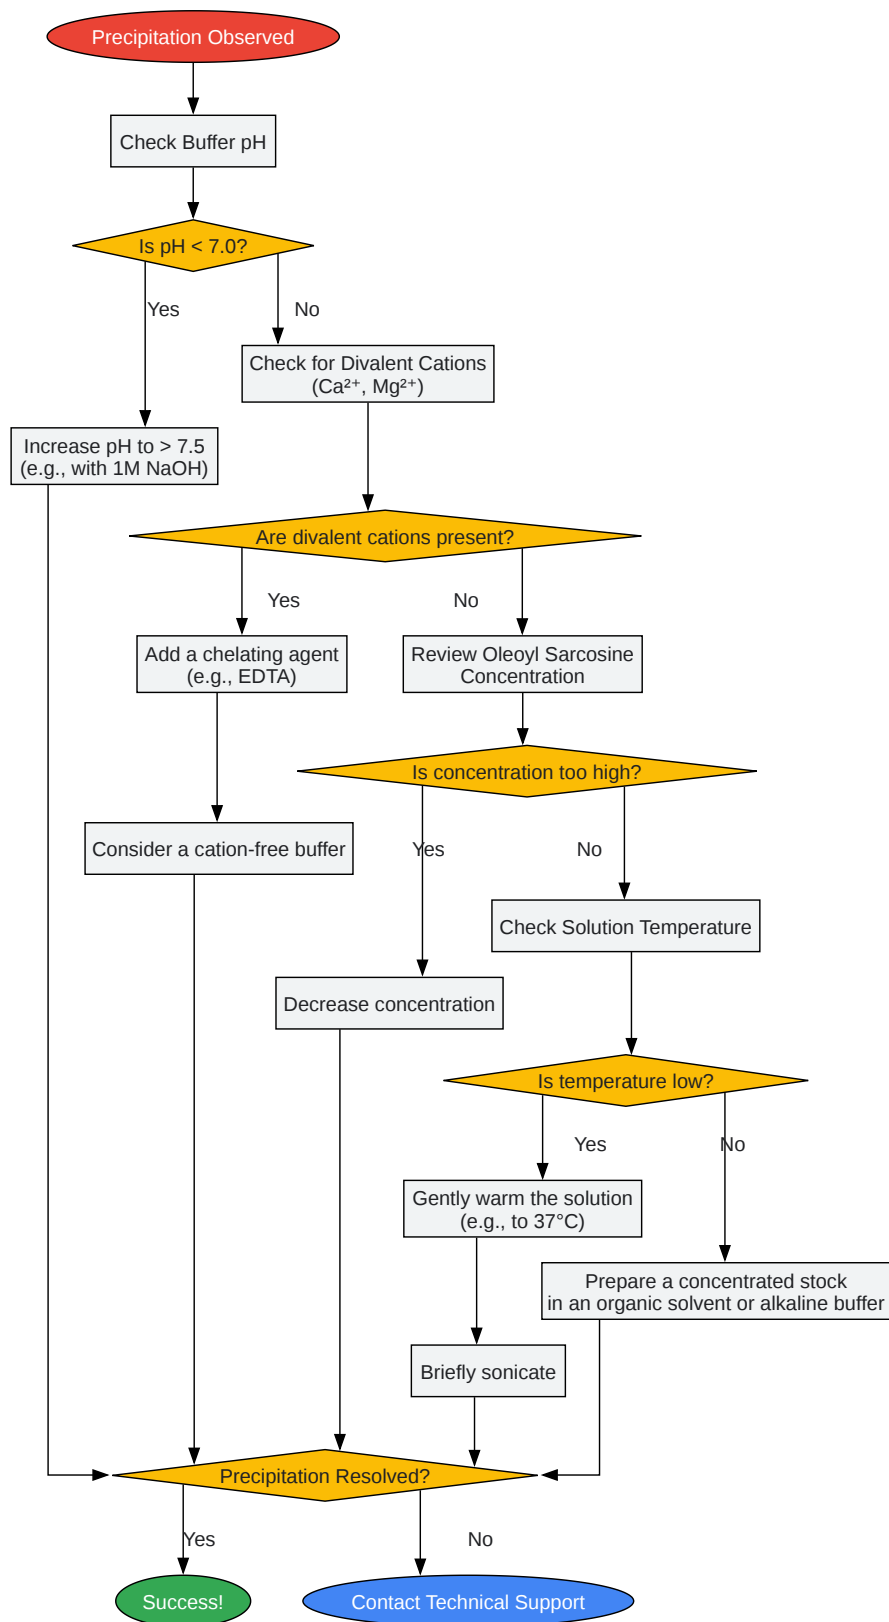 Precipitation Observed
Check Buffer pH
Is pH < 7.0?
Yes
No
Check for Divalent Cations
(Ca²⁺, Mg²⁺)
Increase pH to > 7.5
(e.g., with 1M NaOH)
Are divalent cations present?
Yes
No
Add a chelating agent
(e.g., EDTA)
Review Oleoyl Sarcosine
Concentration
Is concentration too high?
Consider a cation-free buffer
Yes
No
Check Solution Temperature
Decrease concentration
Is temperature low?
Yes
No
Gently warm the solution
(e.g., to 37°C)
Prepare a concentrated stock
in an organic solvent or alkaline buffer
Briefly sonicate
Precipitation Resolved?
Yes
No
Success!
Contact Technical Support